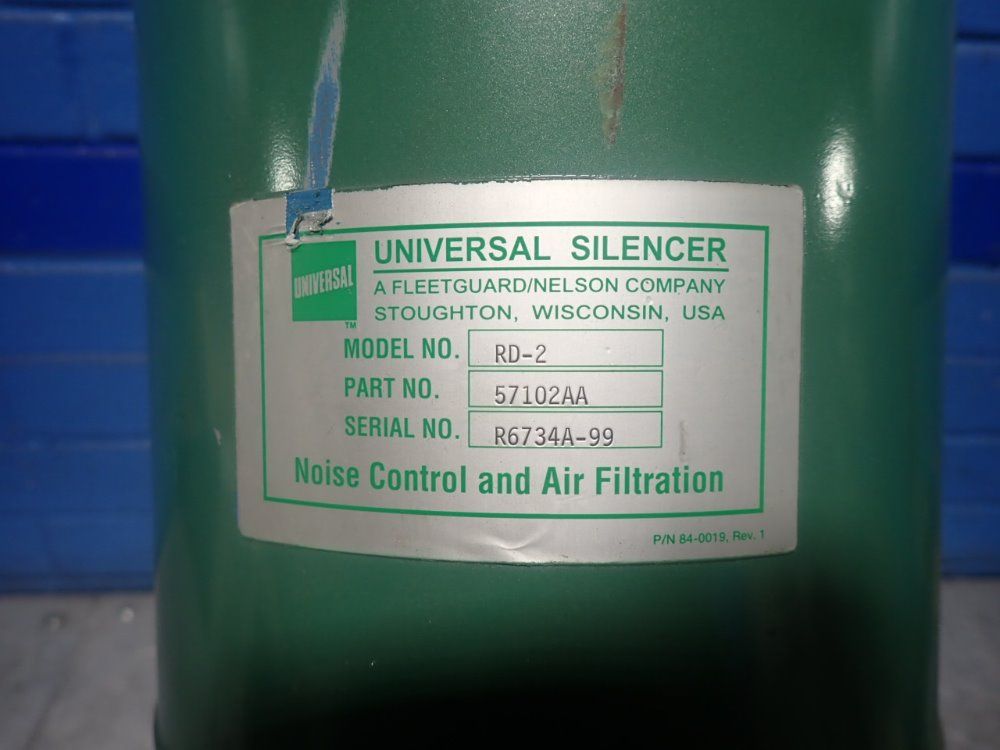 UNIVERSAL SILENCER
UNIVERSAL
™
A FLEETGUARD/NELSON COMPANY
STOUGHTON, WISCONSIN, USA
MODEL NO. RD-2
PART NO. 57102AA
SERIAL NO. R6734A-99
Noise Control and Air Filtration
P/N 84-0019, Rev. 1